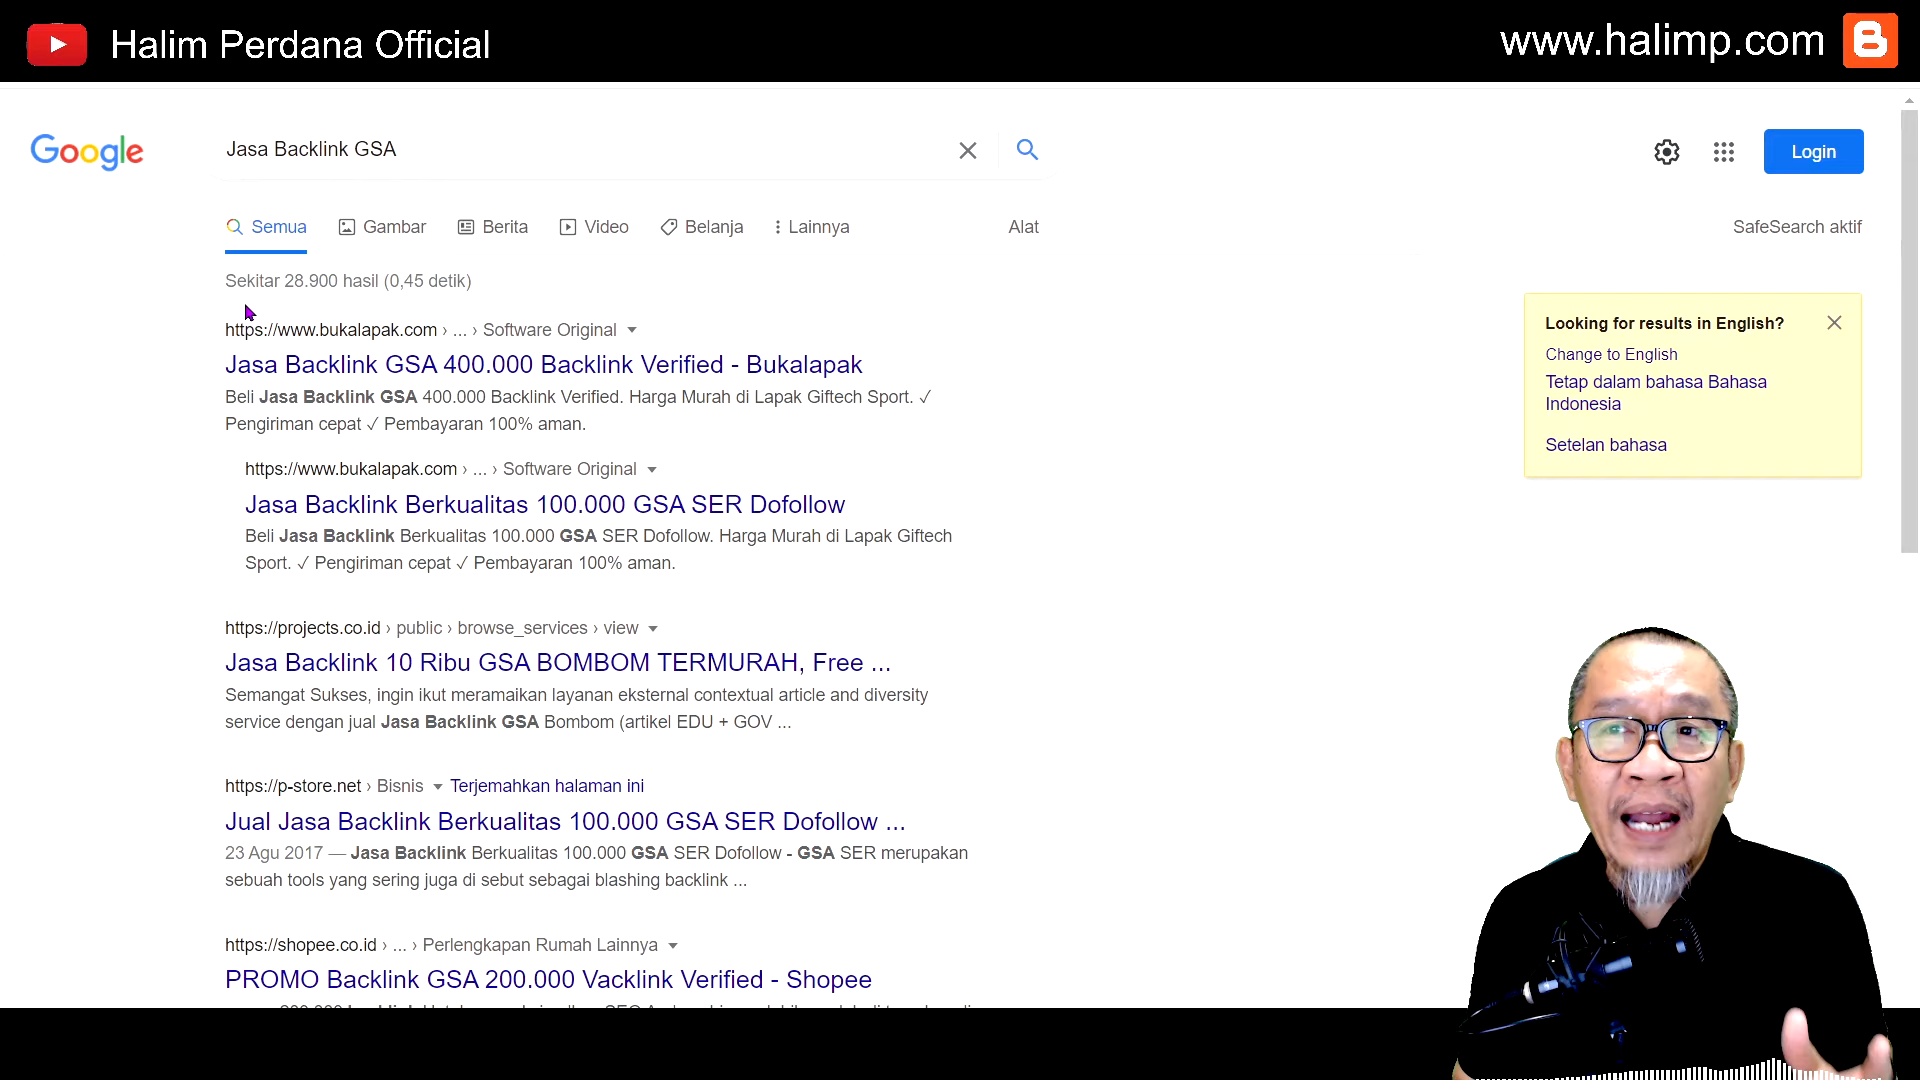 Halim Perdana Official
www.halimp.com
Google
Jasa Backlink GSA
Login
Semua
Gambar
Berita
Video
Belanja
Lainnya
Alat
SafeSearch aktif
Sekitar 28.900 hasil (0,45 detik)
https://www.bukalapak.com › ... › Software Original
Jasa Backlink GSA 400.000 Backlink Verified - Bukalapak
Beli Jasa Backlink GSA 400.000 Backlink Verified. Harga Murah di Lapak Giftech Sport. ✓
Pengiriman cepat ✓ Pembayaran 100% aman.
https://www.bukalapak.com › ... › Software Original
Jasa Backlink Berkualitas 100.000 GSA SER Dofollow
Beli Jasa Backlink Berkualitas 100.000 GSA SER Dofollow. Harga Murah di Lapak Giftech
Sport. ✓ Pengiriman cepat ✓ Pembayaran 100% aman.
https://projects.co.id › public › browse_services › view
Jasa Backlink 10 Ribu GSA BOMBOM TERMURAH, Free ...
Semangat Sukses, ingin ikut meramaikan layanan eksternal contextual article and diversity
service dengan jual Jasa Backlink GSA Bombom (artikel EDU + GOV ...
https://p-store.net › Bisnis
Terjemahkan halaman ini
Jual Jasa Backlink Berkualitas 100.000 GSA SER Dofollow ...
23 Agu 2017 — Jasa Backlink Berkualitas 100.000 GSA SER Dofollow - GSA SER merupakan
sebuah tools yang sering juga di sebut sebagai blashing backlink ...
https://shopee.co.id › ... › Perlengkapan Rumah Lainnya
PROMO Backlink GSA 200.000 Vacklink Verified - Shopee
Looking for results in English?
Change to English
Tetap dalam bahasa Bahasa
Indonesia
Setelan bahasa